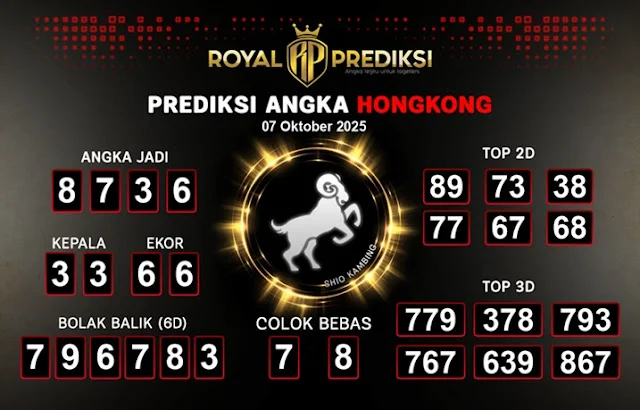 ROYAL RP PREDIKSI
Angka terjitu untuk togelers
PREDIKSI ANGKA HONGKONG
07 Oktober 2025
ANGKA JADI
8 7 3 6
KEPALA EKOR
3 3 6 6
BOLAK BALIK (6D)
7 9 6 7 8 3
SHIO KAMBING
COLOK BEBAS
7 8
TOP 2D
89 73 38
77 67 68
TOP 3D
779 378 793
767 639 867